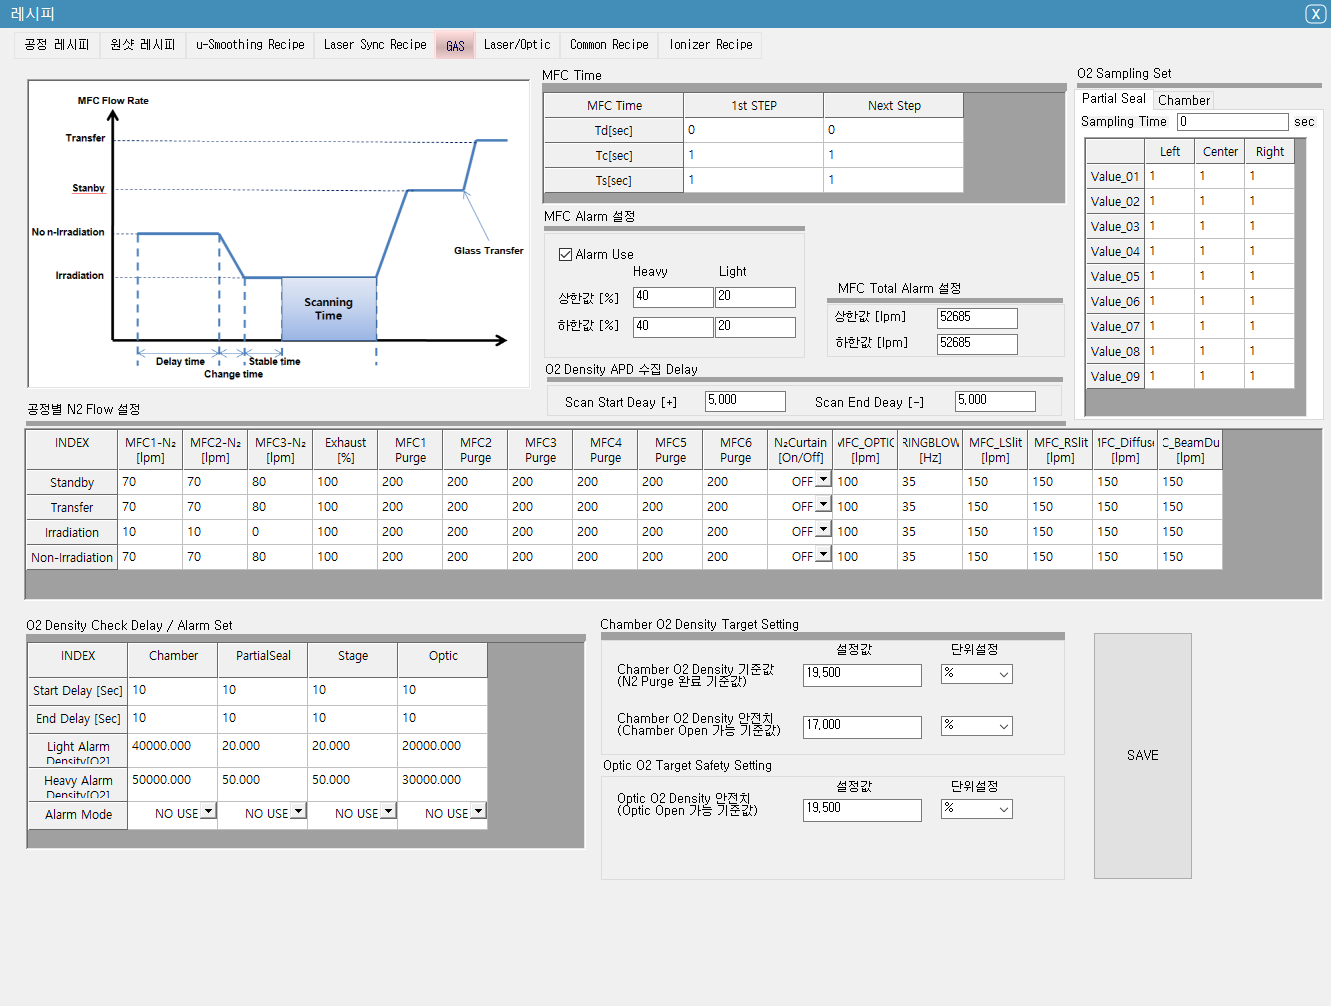 레시피
X
공정 레시피 원샷 레시피 u-Smoothing Recipe Laser Sync Recipe GAS Laser/Optic Common Recipe Ionizer Recipe
MFC Flow Rate
Transfer
Stanby
Non-Irradiation
Irradiation
Glass Transfer
Scanning
Time
Delay time
Stable time
Change time
MFC Time
MFC Time 1st STEP Next Step
Td[sec] 0 0
Tc[sec] 1 1
Ts[sec] 1 1
MFC Alarm 설정
Alarm Use
Heavy Light
상한값 [%] 40 20
하한값 [%] 40 20
MFC Total Alarm 설정
상한값 [lpm] 52685
하한값 [lpm] 52685
O2 Density APD 수집 Delay
Scan Start Deay [+] 5,000 Scan End Deay [-] 5,000
O2 Sampling Set
Partial Seal Chamber
Sampling Time 0 sec
Left Center Right
Value_01 1 1 1
Value_02 1 1 1
Value_03 1 1 1
Value_04 1 1 1
Value_05 1 1 1
Value_06 1 1 1
Value_07 1 1 1
Value_08 1 1 1
Value_09 1 1 1
공정별 N2 Flow 설정
INDEX MFC1-N₂ MFC2-N₂ MFC3-N₂ Exhaust MFC1 MFC2 MFC3 MFC4 MFC5 MFC6 N₂Curtain MFC_OPTIC RINGBLOW MFC_LSlit MFC_RSlit MFC_Diffuse C_BeamDu
[lpm] [lpm] [lpm] [%] Purge Purge Purge Purge Purge Purge [On/Off] [lpm] [Hz] [lpm] [lpm] [lpm] [lpm]
Standby 70 70 80 100 200 200 200 200 200 200 OFF 100 35 150 150 150 150
Transfer 70 70 80 100 200 200 200 200 200 200 OFF 100 35 150 150 150 150
Irradiation 10 10 0 100 200 200 200 200 200 200 OFF 100 35 150 150 150 150
Non-Irradiation 70 70 80 100 200 200 200 200 200 200 OFF 100 35 150 150 150 150
O2 Density Check Delay / Alarm Set
INDEX Chamber PartialSeal Stage Optic
Start Delay [Sec] 10 10 10 10
End Delay [Sec] 10 10 10 10
Light Alarm 40000.000 20.000 20.000 20000.000
Density[O2]
Heavy Alarm 50000.000 50.000 50.000 30000.000
Density[O2]
Alarm Mode NO USE NO USE NO USE NO USE
Chamber O2 Density Target Setting
설정값 단위설정
Chamber O2 Density 기준값
(N2 Purge 완료 기준값)
19,500 %
Chamber O2 Density 안전치
(Chamber Open 가능 기준값)
17,000 %
Optic O2 Target Safety Setting
설정값 단위설정
Optic O2 Density 안전치
(Optic Open 가능 기준값)
19,500 %
SAVE